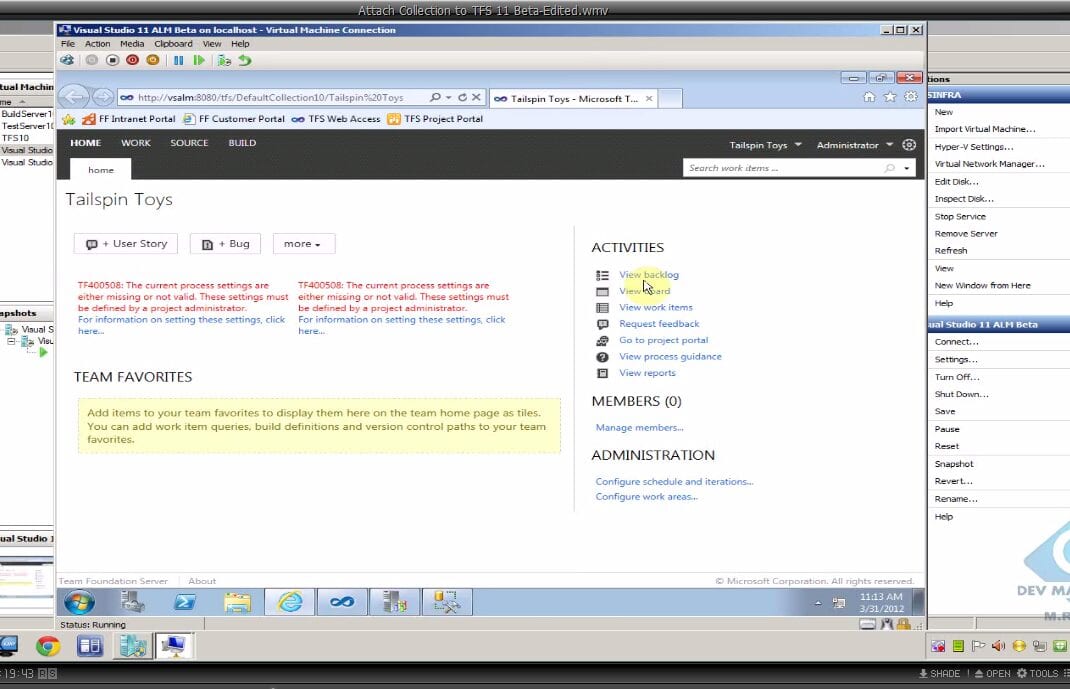 Attach Collection to TFS 11 Beta-Edited.wmv
Visual Studio 11 ALM Beta on localhost - Virtual Machine Connection
File Action Media Clipboard View Help
http://vsalm:8080/tfs/DefaultCollection10/Tailspin%20Toys
Tailspin Toys - Microsoft T...
FF Intranet Portal FF Customer Portal TFS Web Access TFS Project Portal
HOME WORK SOURCE BUILD
Tailspin Toys Administrator
home
Search work items ...
Tailspin Toys
+ User Story + Bug more
TF400508: The current process settings are
either missing or not valid. These settings must
be defined by a project administrator.
For information on setting these settings, click
here...
TF400508: The current process settings are
either missing or not valid. These settings must
be defined by a project administrator.
For information on setting these settings, click
here...
TEAM FAVORITES
Add items to your team favorites to display them here on the team home page as tiles.
You can add work item queries, build definitions and version control paths to your team
favorites.
ACTIVITIES
View backlog
View board
View work items
Request feedback
Go to project portal
View process guidance
View reports
MEMBERS (0)
Manage members...
ADMINISTRATION
Configure schedule and iterations...
Configure work areas...
Team Foundation Server About
© Microsoft Corporation. All rights reserved.
11:13 AM
3/31/2012
Status: Running
tual Machin
me
BuildServer1
TestServer10
TFS10
Visual Studio
Visual Studio
apshots
Visual S
Visu
ual Studio 1
tions
SINFRA
New
Import Virtual Machine...
Hyper-V Settings...
Virtual Network Manager...
Edit Disk...
Inspect Disk...
Stop Service
Remove Server
Refresh
View
New Window from Here
Help
ual Studio 11 ALM Beta
Connect...
Settings...
Turn Off...
Shut Down...
Save
Pause
Reset
Snapshot
Revert...
Rename...
Help
DEV MA
M.R
:19:43 A S
SHADE OPEN TOOLS